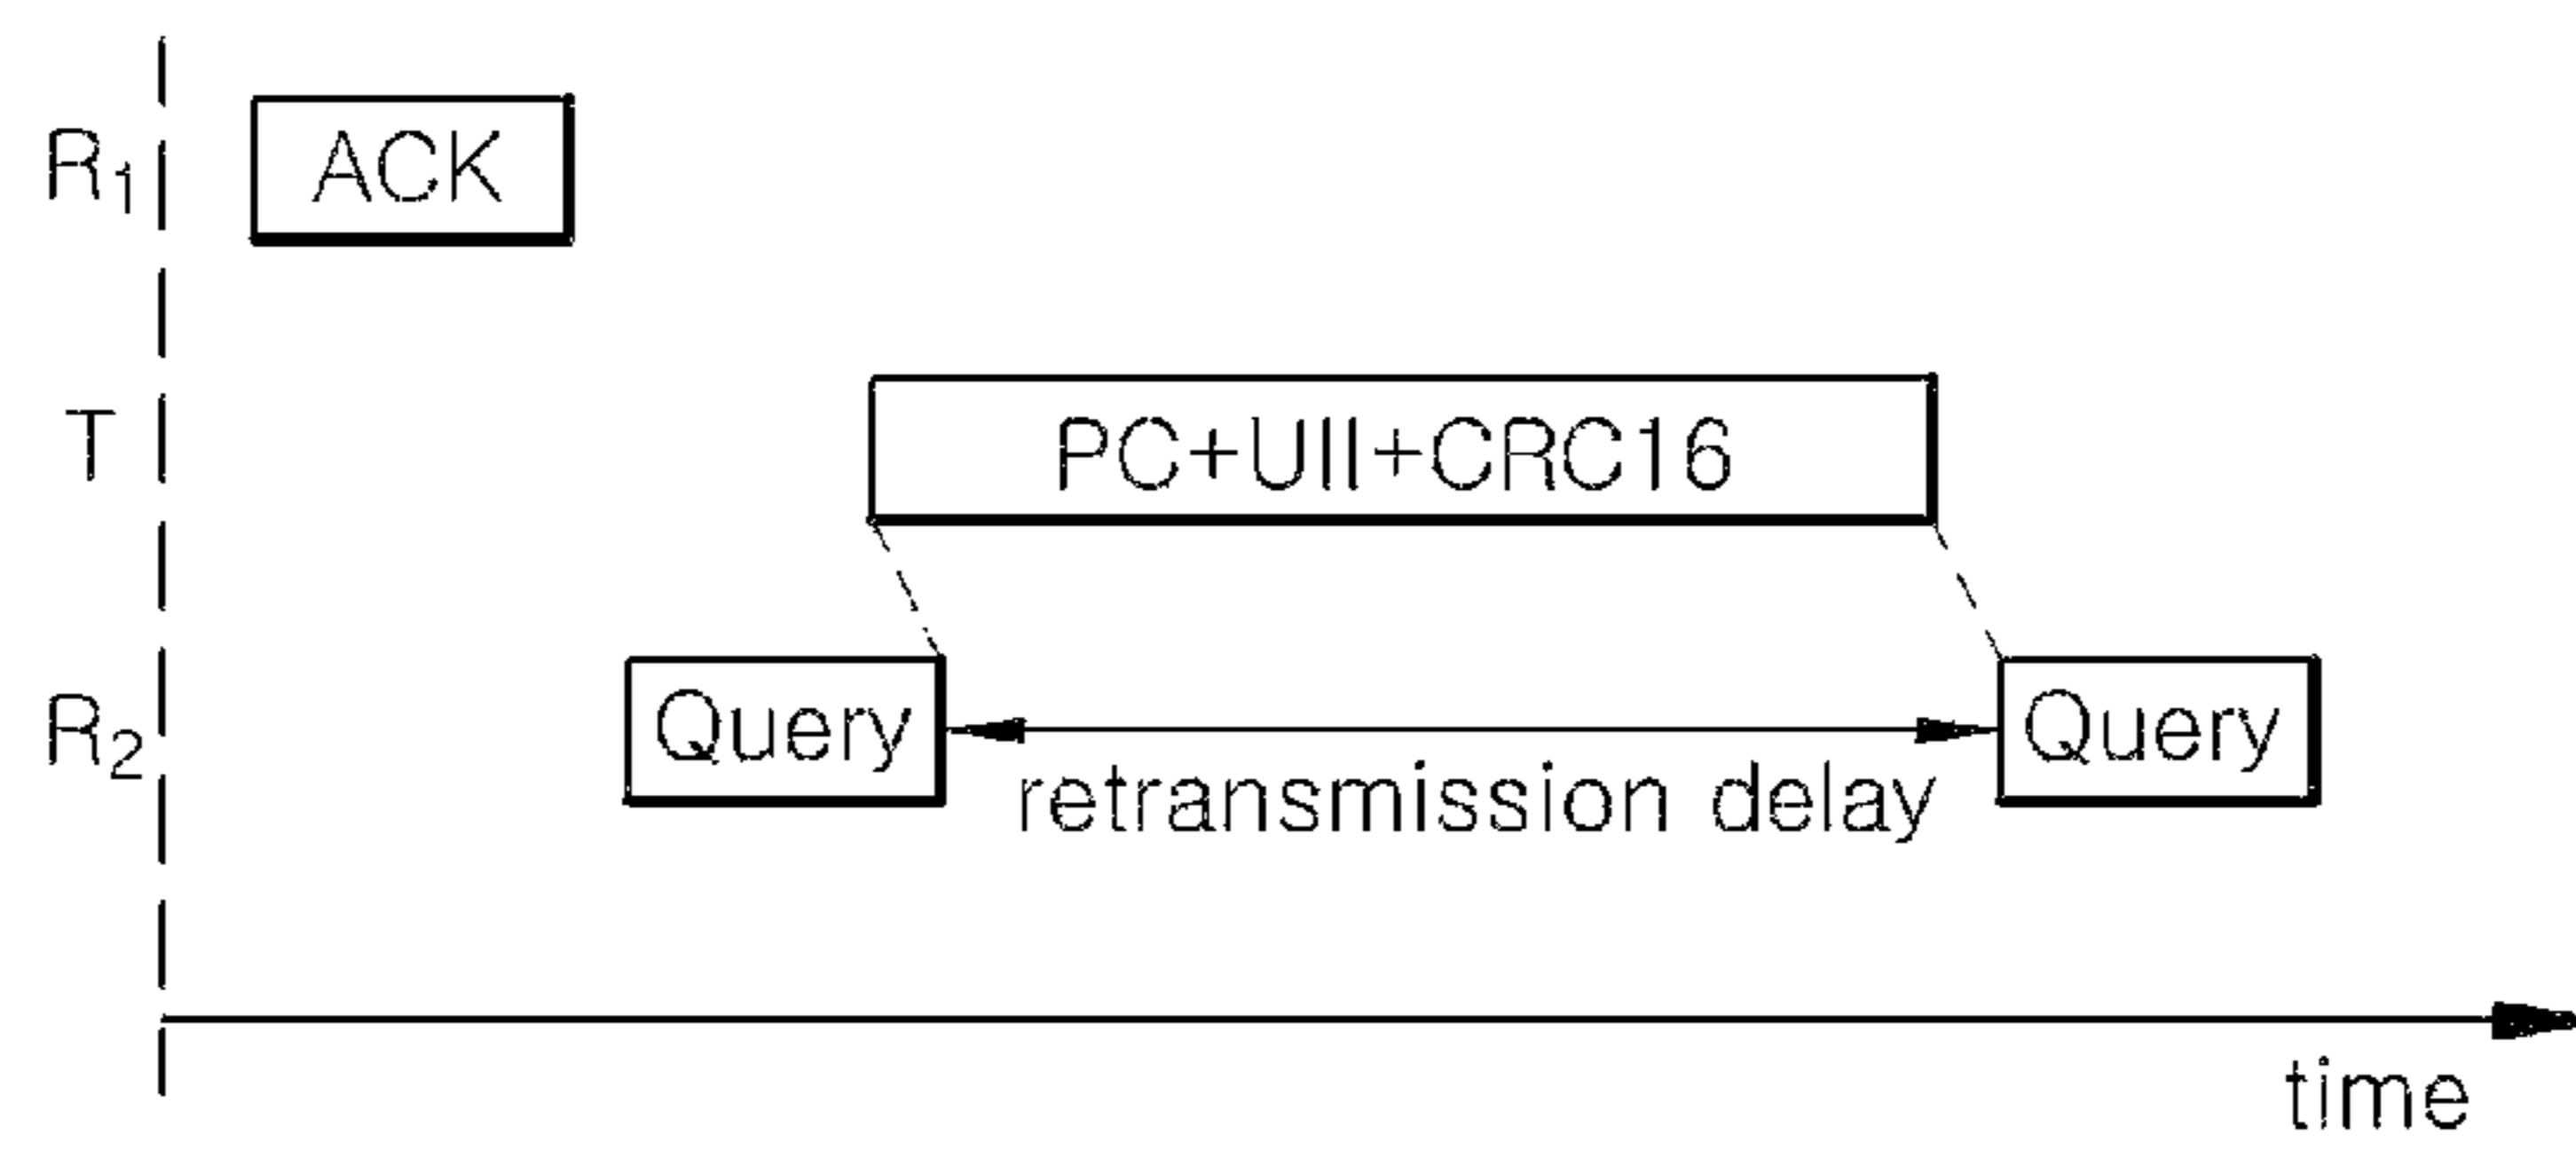 R1 ACK
T PC+UII+CRC16
R2 Query Query
retransmission delay
time